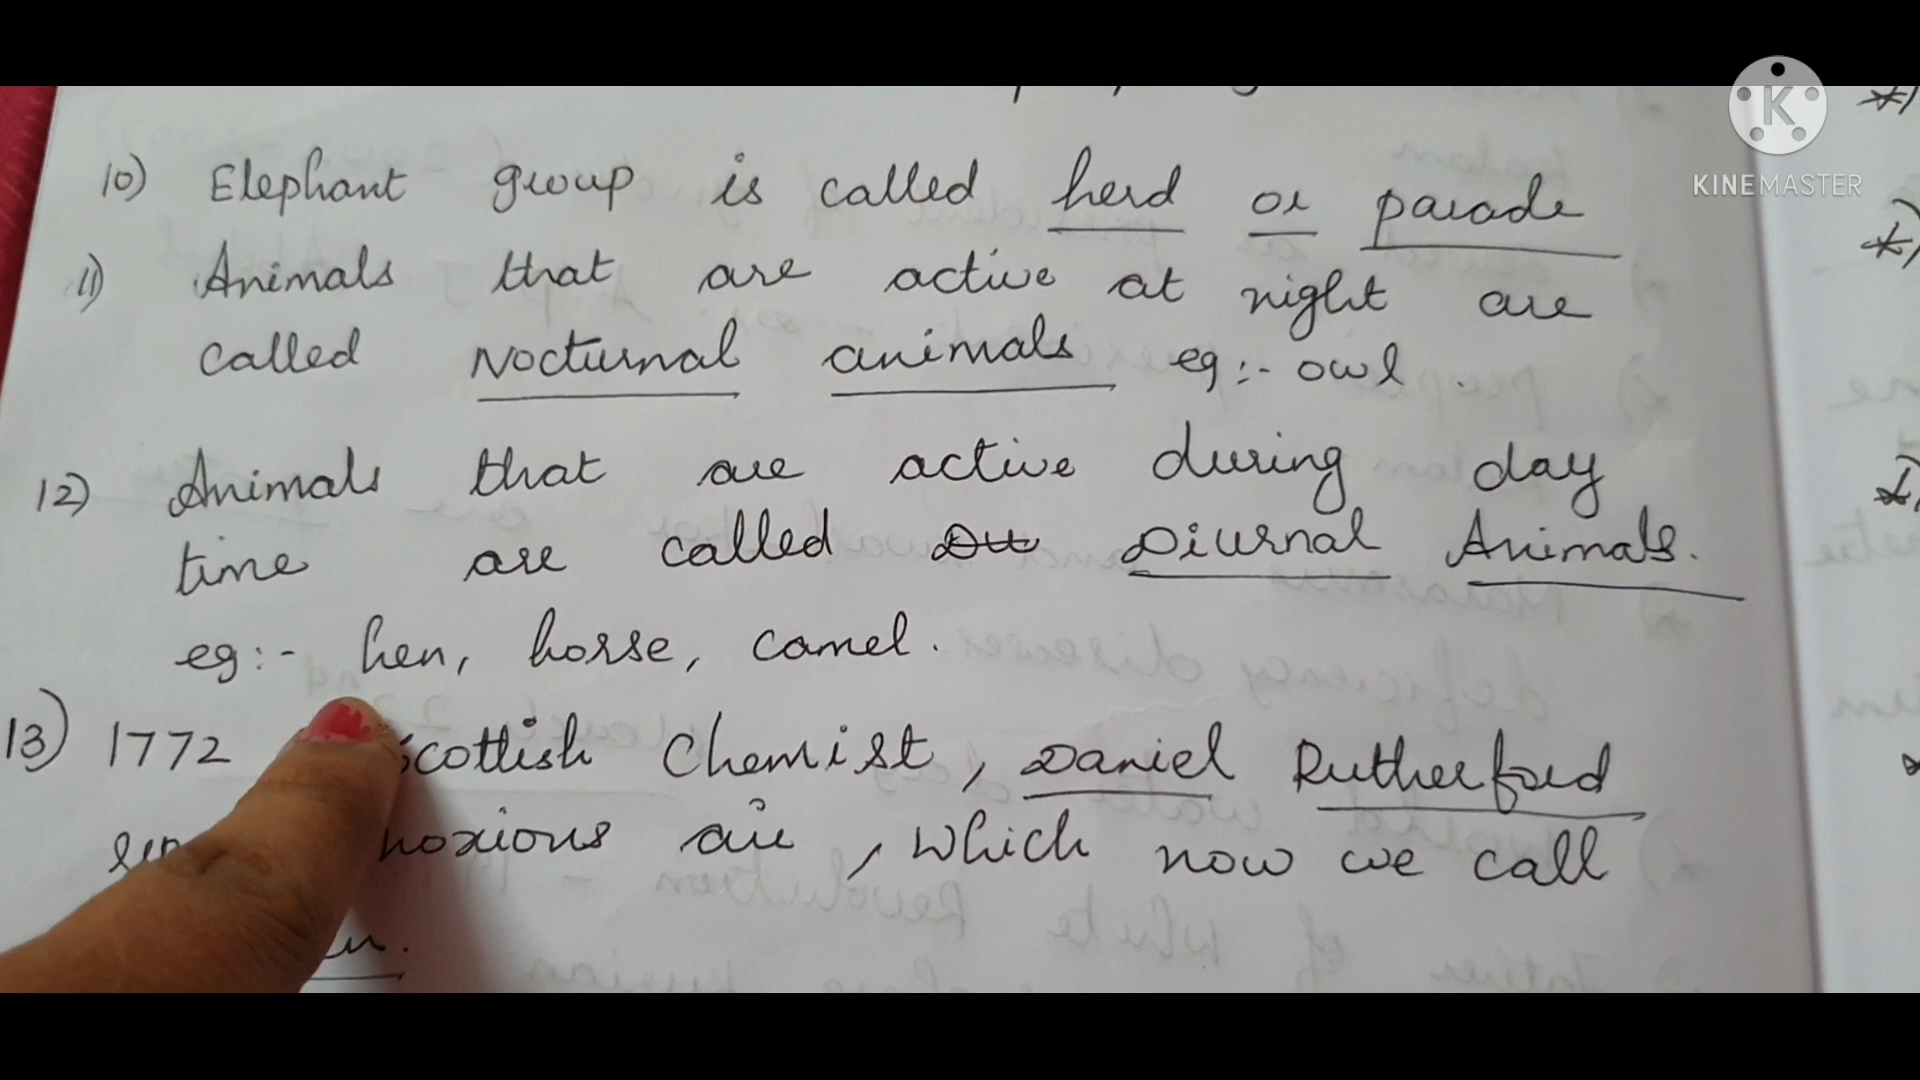 10) Elephant group is called herd or parade
11) Animals that are active at night are
called Nocturnal animals eg:- owl.
12) Animals that are active during day
time are called Diurnal Animals.
eg:- hen, horse, camel.
13) 1772 Scottish Chemist, Daniel Rutherford
noxious air, which now we call
KINEMASTER